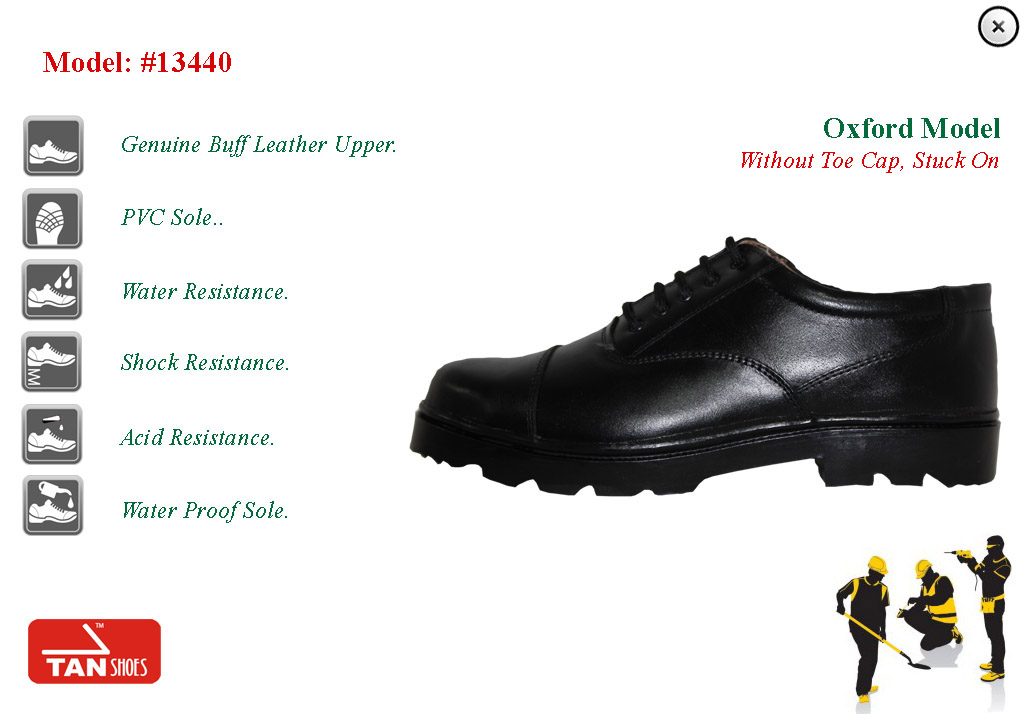 Model: #13440
Oxford Model
Without Toe Cap, Stuck On
Genuine Buff Leather Upper.
PVC Sole..
Water Resistance.
Shock Resistance.
Acid Resistance.
Water Proof Sole.
TM
TAN SHOES